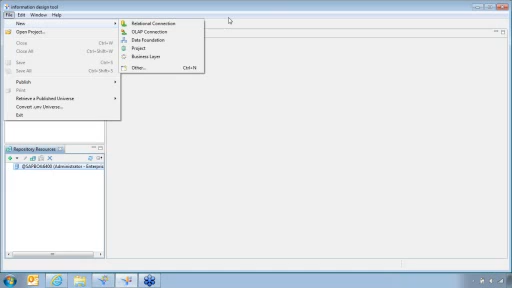 information design tool
File Edit Window Help
New
Open Project...
Close Ctrl+W
Close All Ctrl+Shift+W
Save Ctrl+S
Save All Ctrl+Shift+S
Publish
Print
Retrieve a Published Universe
Convert .unv Universe...
Exit
Relational Connection
OLAP Connection
Data Foundation
Project
Business Layer
Other... Ctrl+N
Repository Resources
(Administrator - Enterpris